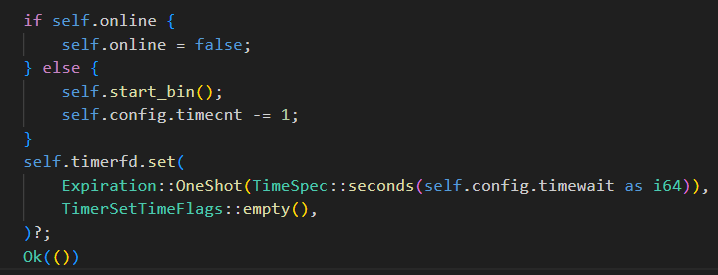 if self.online {
    self.online = false;
} else {
    self.start_bin();
    self.config.timecnt -= 1;
}
self.timerfd.set(
    Expiration::OneShot(TimeSpec::seconds(self.config.timewait as i64)),
    TimerSetTimeFlags::empty(),
)?;
Ok(())